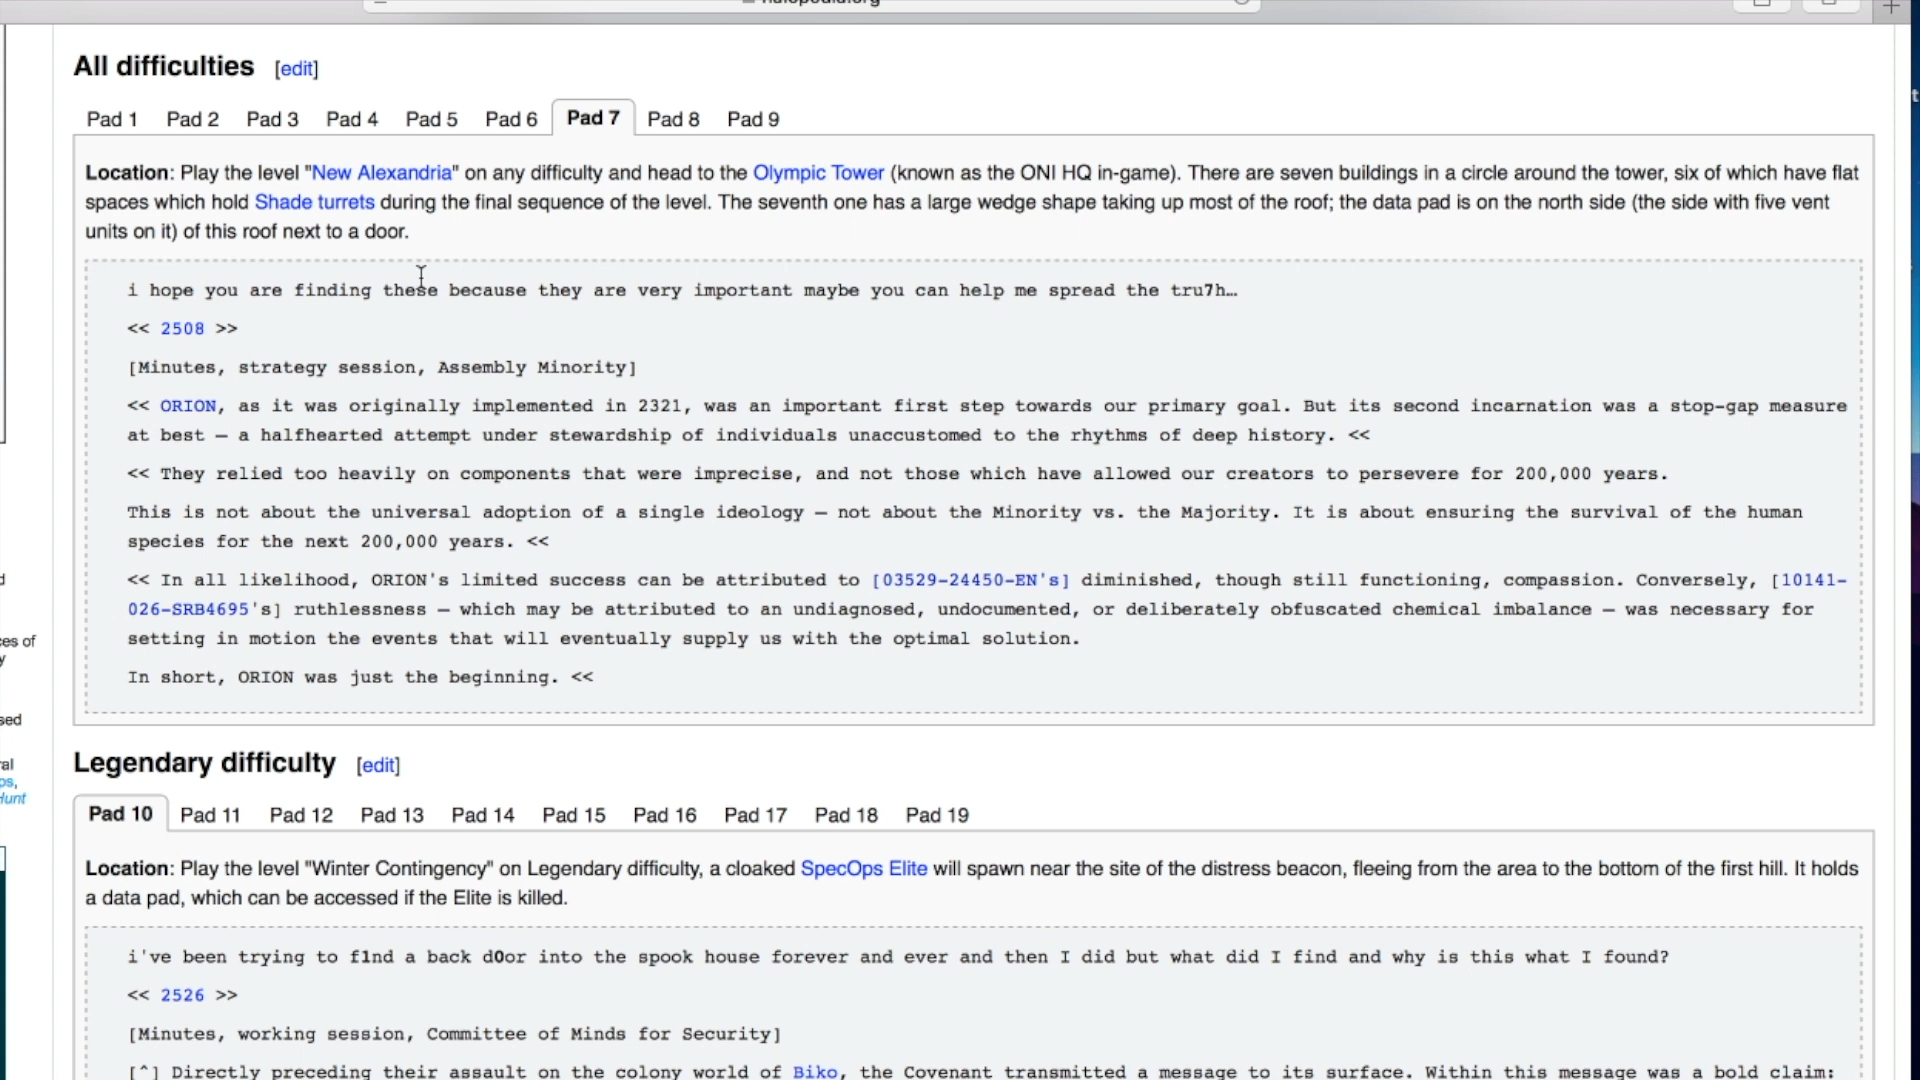 All difficulties [edit]
Pad 1 Pad 2 Pad 3 Pad 4 Pad 5 Pad 6 Pad 7 Pad 8 Pad 9
Location: Play the level "New Alexandria" on any difficulty and head to the Olympic Tower (known as the ONI HQ in-game). There are seven buildings in a circle around the tower, six of which have flat
spaces which hold Shade turrets during the final sequence of the level. The seventh one has a large wedge shape taking up most of the roof; the data pad is on the north side (the side with five vent
units on it) of this roof next to a door.
i hope you are finding these because they are very important maybe you can help me spread the tru7h…
<< 2508 >>
[Minutes, strategy session, Assembly Minority]
<< ORION, as it was originally implemented in 2321, was an important first step towards our primary goal. But its second incarnation was a stop-gap measure
at best — a halfhearted attempt under stewardship of individuals unaccustomed to the rhythms of deep history. <<
<< They relied too heavily on components that were imprecise, and not those which have allowed our creators to persevere for 200,000 years.
This is not about the universal adoption of a single ideology — not about the Minority vs. the Majority. It is about ensuring the survival of the human
species for the next 200,000 years. <<
<< In all likelihood, ORION's limited success can be attributed to [03529-24450-EN's] diminished, though still functioning, compassion. Conversely, [10141-
026-SRB4695's] ruthlessness — which may be attributed to an undiagnosed, undocumented, or deliberately obfuscated chemical imbalance — was necessary for
setting in motion the events that will eventually supply us with the optimal solution.
In short, ORION was just the beginning. <<
Legendary difficulty [edit]
Pad 10 Pad 11 Pad 12 Pad 13 Pad 14 Pad 15 Pad 16 Pad 17 Pad 18 Pad 19
Location: Play the level "Winter Contingency" on Legendary difficulty, a cloaked SpecOps Elite will spawn near the site of the distress beacon, fleeing from the area to the bottom of the first hill. It holds
a data pad, which can be accessed if the Elite is killed.
i've been trying to f1nd a back d0or into the spook house forever and ever and then I did but what did I find and why is this what I found?
<< 2526 >>
[Minutes, working session, Committee of Minds for Security]
[^] Directly preceding their assault on the colony world of Biko, the Covenant transmitted a message to its surface. Within this message was a bold claim: